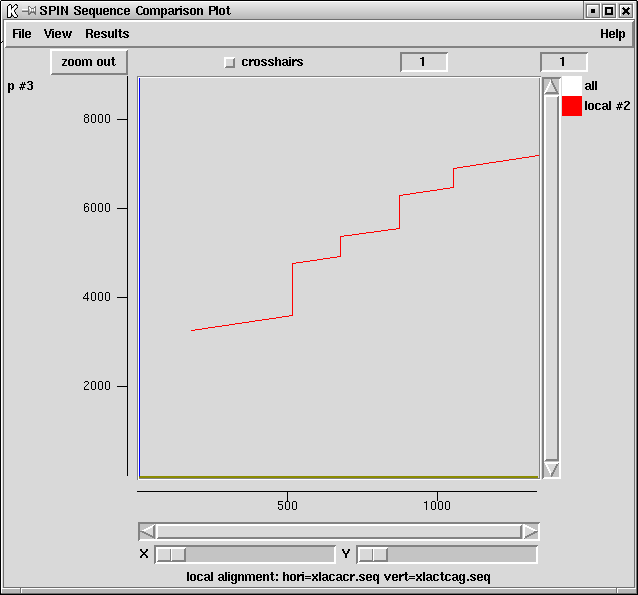 SPIN Sequence Comparison Plot
File View Results Help
zoom out crosshairs 1 1
p #3
all
local #2
8000
6000
4000
2000
500 1000
X Y
local alignment: hori=xlacacr.seq vert=xlactcag.seq